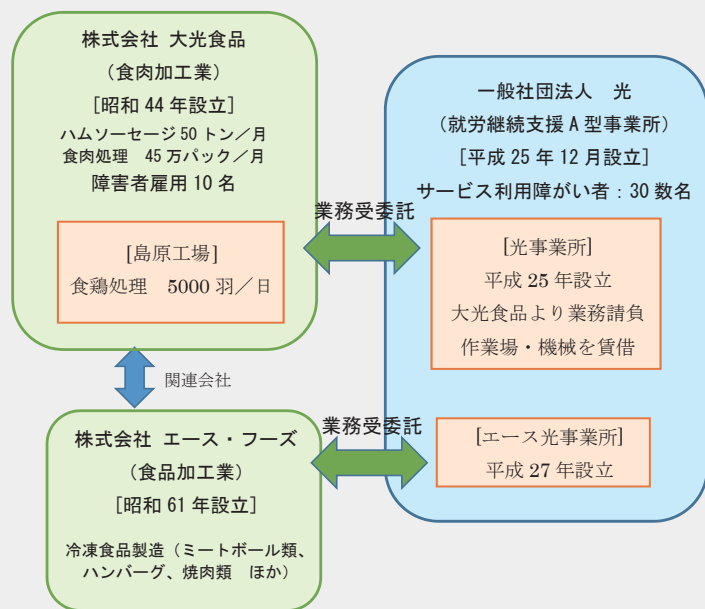 株式会社 大光食品
（食肉加工業）
[昭和 44 年設立]
ハムソーセージ 50 トン／月
食肉処理　45 万パック／月
障害者雇用 10 名
[島原工場]
食鶏処理　5000 羽／日
業務受委託
一般社団法人　光
（就労継続支援 A 型事業所）
[平成 25 年 12 月設立]
サービス利用障がい者：30 数名
[光事業所]
平成 25 年設立
大光食品より業務請負
作業場・機械を賃借
関連会社
株式会社 エース・フーズ
（食品加工業）
[昭和 61 年設立]
冷凍食品製造（ミートボール類、
ハンバーグ、焼肉類　ほか）
業務受委託
[エース光事業所]
平成 27 年設立